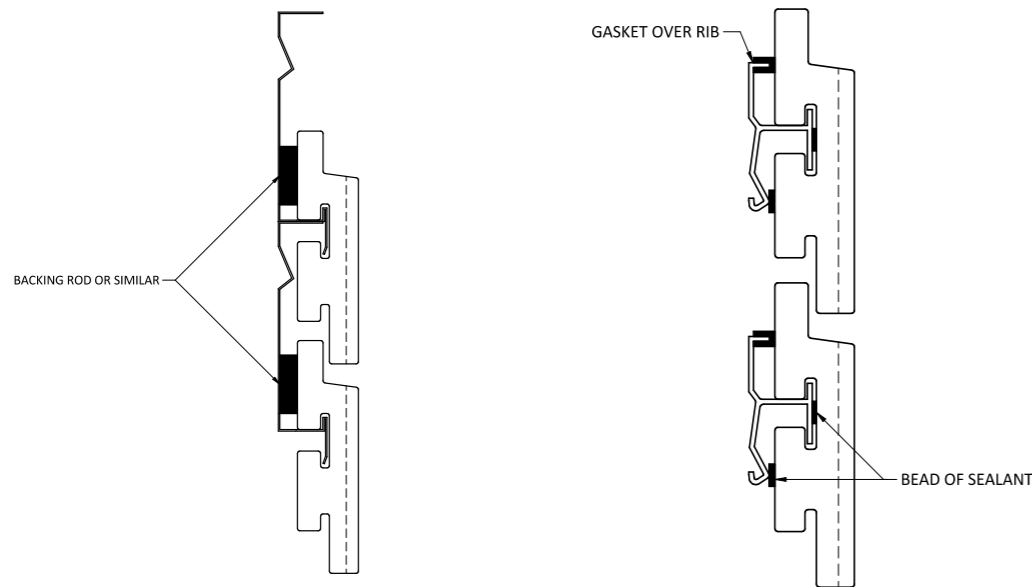 GASKET OVER RIB
BACKING ROD OR SIMILAR
BEAD OF SEALANT